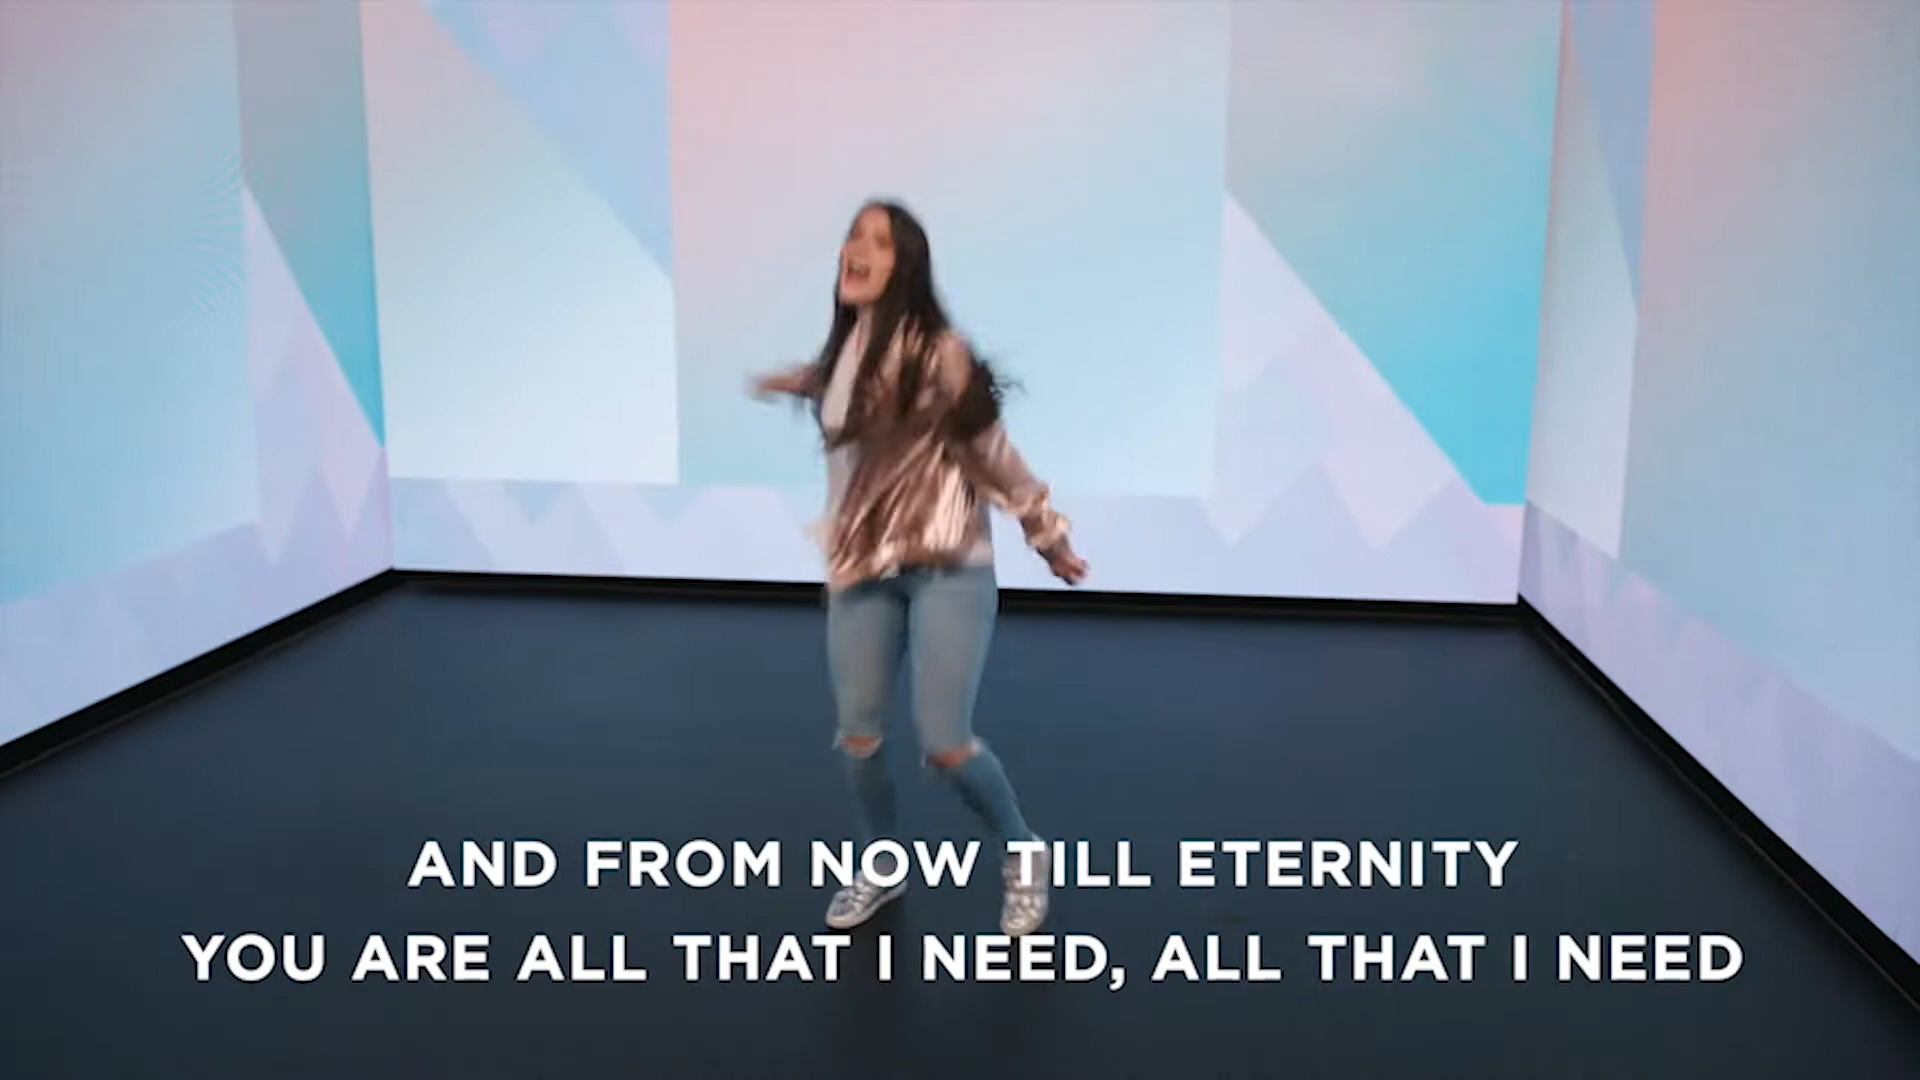 AND FROM NOW TILL ETERNITY
YOU ARE ALL THAT I NEED, ALL THAT I NEED